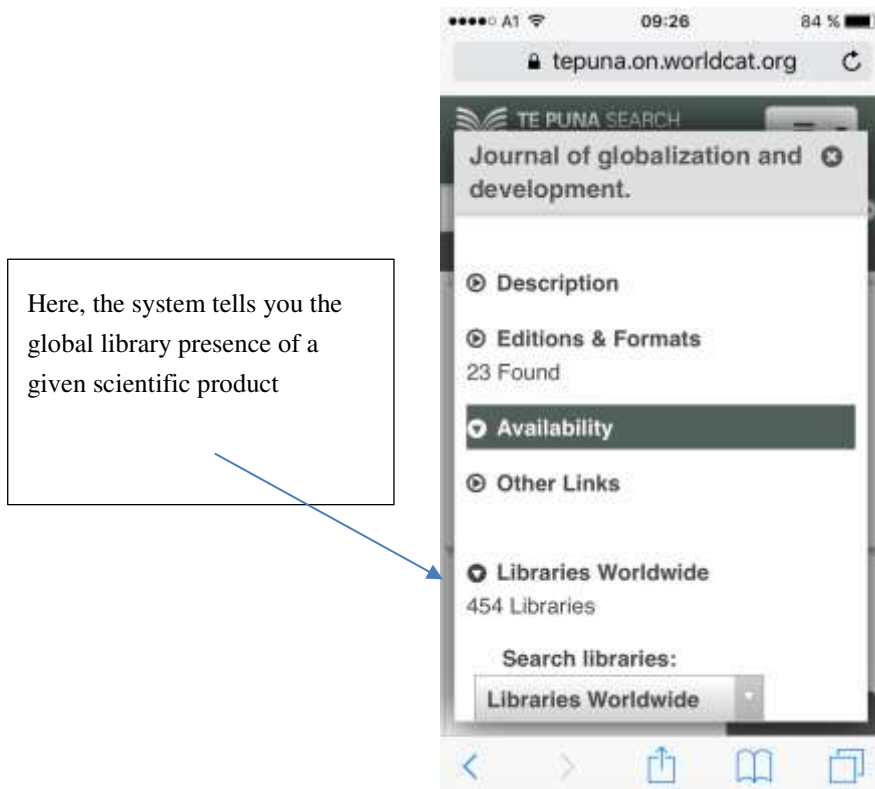 A1 09:26 84 %
tepuna.on.worldcat.org
TE PUNA SEARCH
Journal of globalization and
development.
Description
Editions & Formats
23 Found
Availability
Other Links
Libraries Worldwide
454 Libraries
Search libraries:
Libraries Worldwide
Here, the system tells you the
global library presence of a
given scientific product